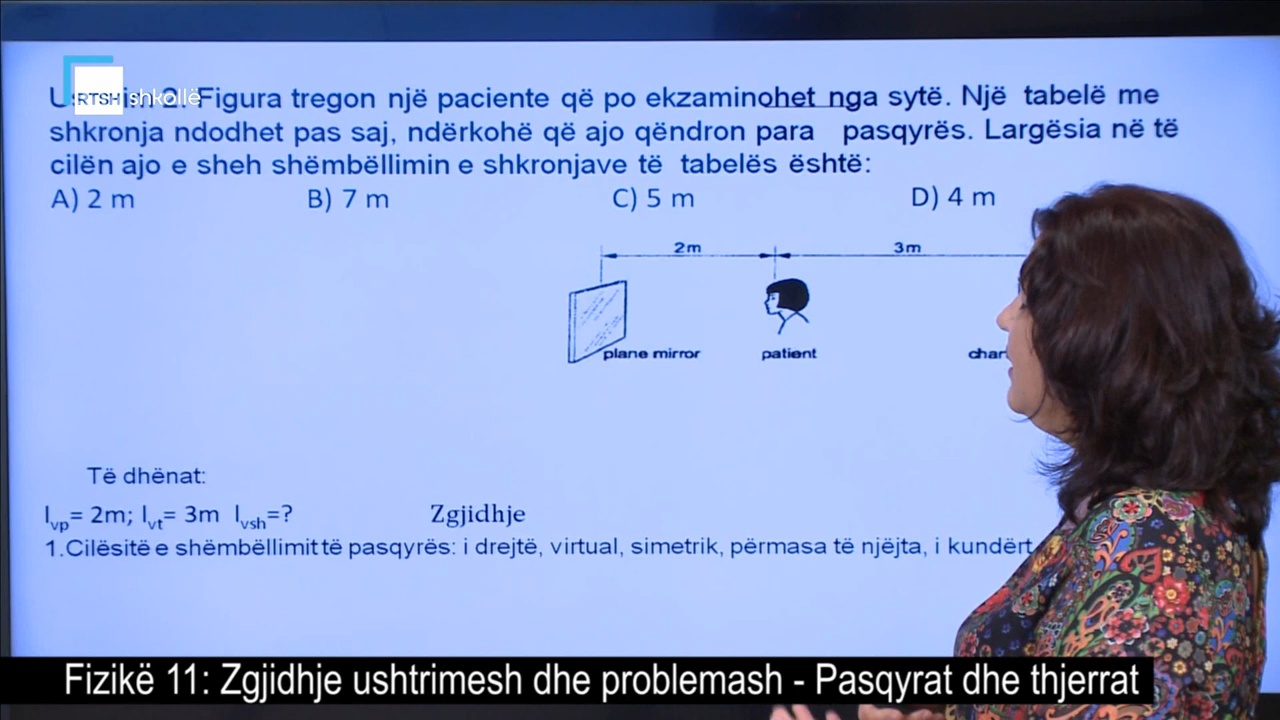 RTSH shkollë
Figura tregon një paciente që po ekzaminohet nga sytë. Një tabelë me
shkronja ndodhet pas saj, ndërkohë që ajo qëndron para pasqyrës. Largësia në të
cilën ajo e sheh shëmbëllimin e shkronjave të tabelës është:
A) 2 m B) 7 m C) 5 m D) 4 m
2m 3m
plane mirror patient
Të dhënat:
lvp= 2m; lvt= 3m lvsh=? Zgjidhje
1.Cilësitë e shëmbëllimit të pasqyrës: i drejtë, virtual, simetrik, përmasa të njëjta, i kundërt
Fizikë 11: Zgjidhje ushtrimesh dhe problemash - Pasqyrat dhe thjerrat